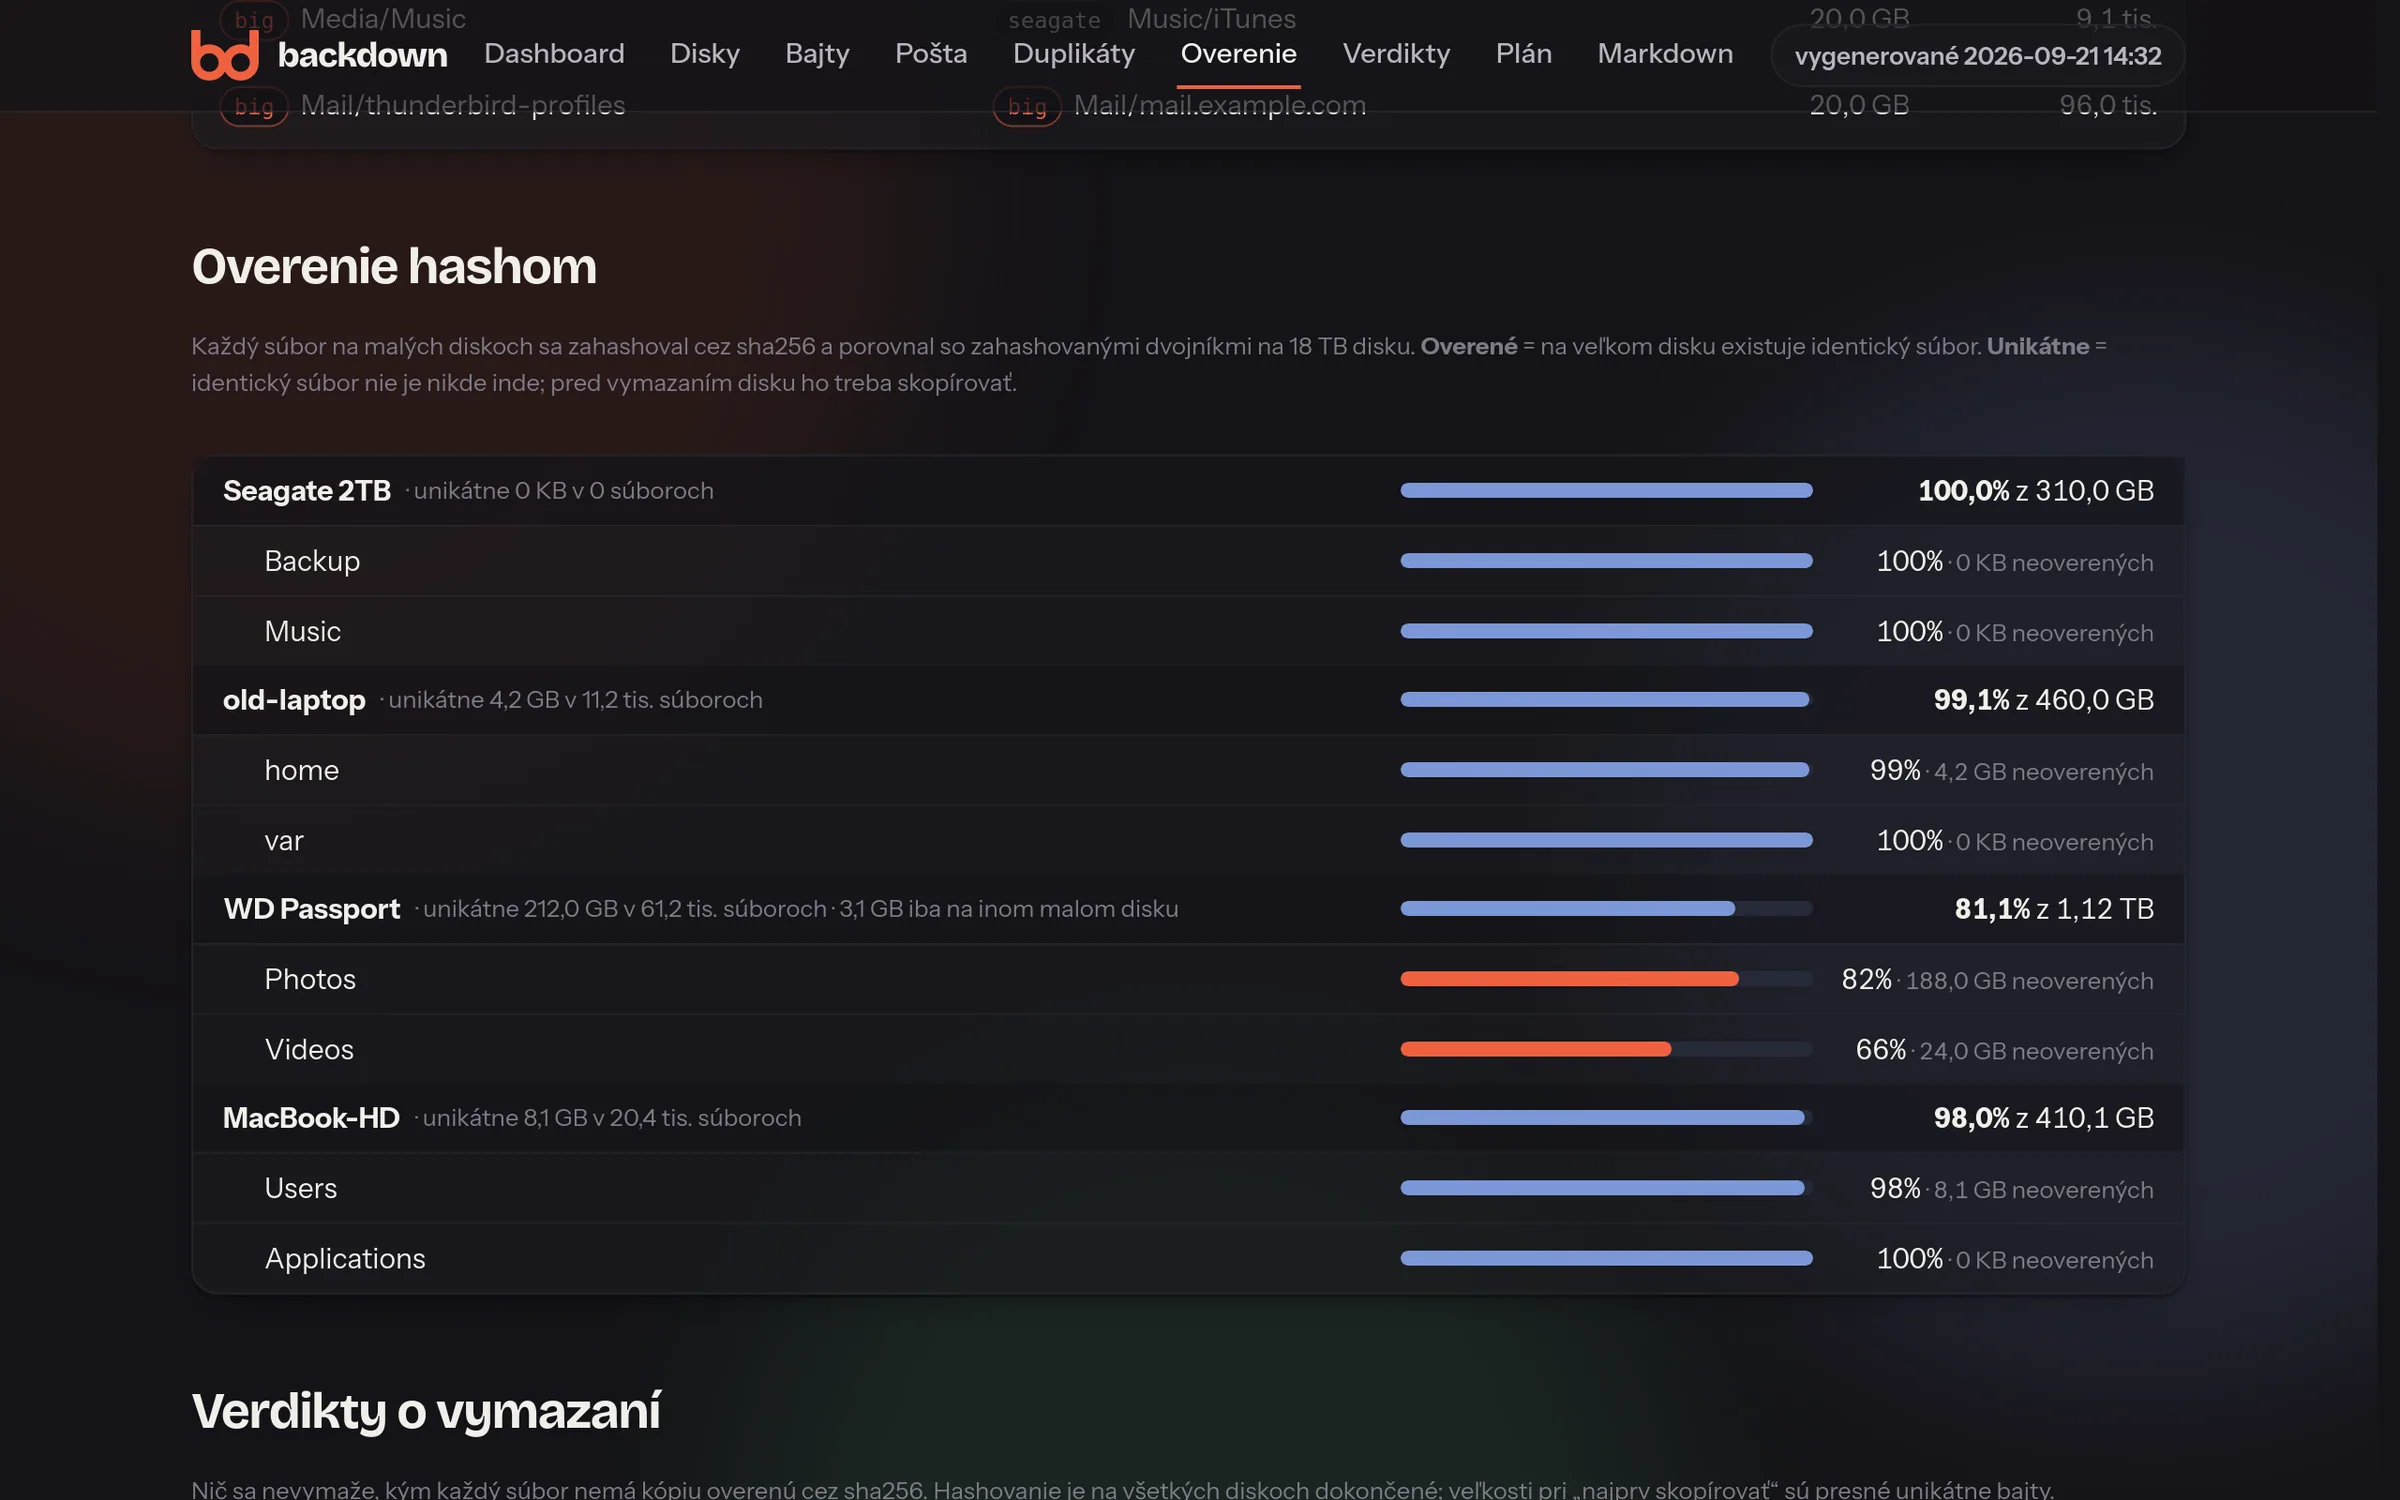 big Media/Music seagate Music/iTunes 20,0 GB 9,1 tis.
bd backdown Dashboard Disky Bajty Pošta Duplikáty Overenie Verdikty Plán Markdown vygenerované 2026-09-21 14:32
big Mail/thunderbird-profiles big Mail/mail.example.com 20,0 GB 96,0 tis.
Overenie hashom
Každý súbor na malých diskoch sa zahashoval cez sha256 a porovnal so zahashovanými dvojníkmi na 18 TB disku. Overené = na veľkom disku existuje identický súbor. Unikátne =
identický súbor nie je nikde inde; pred vymazaním disku ho treba skopírovať.
Seagate 2TB · unikátne 0 KB v 0 súboroch 100,0% z 310,0 GB
Backup 100% · 0 KB neoverených
Music 100% · 0 KB neoverených
old-laptop · unikátne 4,2 GB v 11,2 tis. súboroch 99,1% z 460,0 GB
home 99% · 4,2 GB neoverených
var 100% · 0 KB neoverených
WD Passport · unikátne 212,0 GB v 61,2 tis. súboroch · 3,1 GB iba na inom malom disku 81,1% z 1,12 TB
Photos 82% · 188,0 GB neoverených
Videos 66% · 24,0 GB neoverených
MacBook-HD · unikátne 8,1 GB v 20,4 tis. súboroch 98,0% z 410,1 GB
Users 98% · 8,1 GB neoverených
Applications 100% · 0 KB neoverených
Verdikty o vymazaní
Nič sa nevymaže, kým každý súbor nemá kópiu overenú cez sha256. Hashovanie je na všetkých diskoch dokončené; veľkosti pri „najprv skopírovať“ sú presné unikátne bajty.